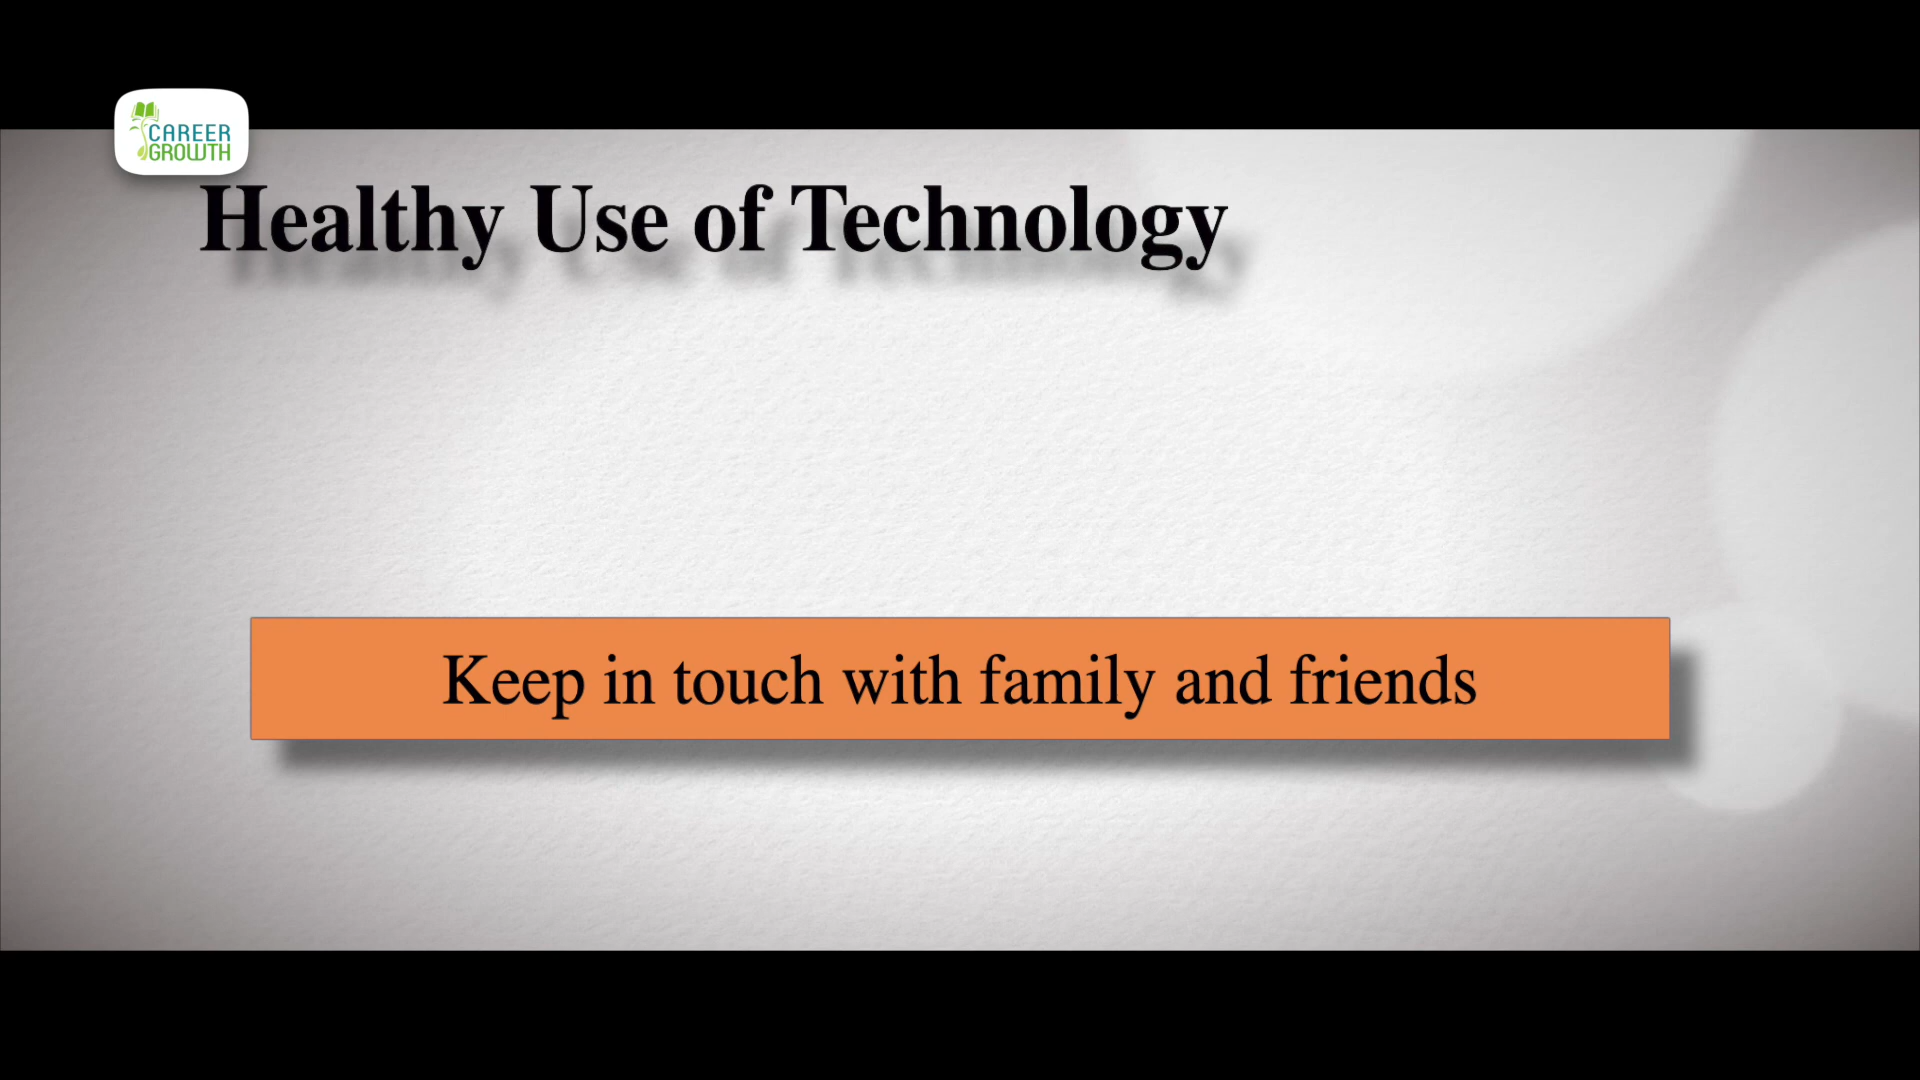 CAREER
GROWTH
Healthy Use of Technology
Keep in touch with family and friends